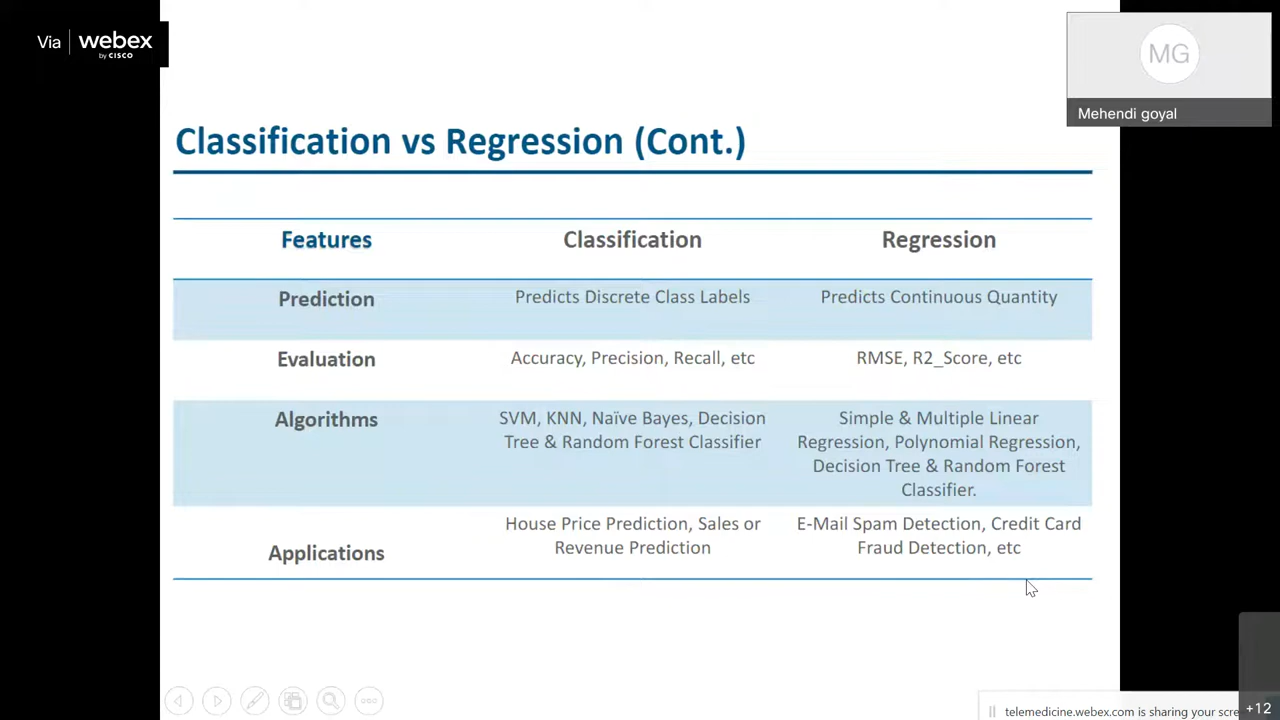 Via webex
by CISCO
MG
Mehendi goyal
Classification vs Regression (Cont.)
Features Classification Regression
Prediction Predicts Discrete Class Labels Predicts Continuous Quantity
Evaluation Accuracy, Precision, Recall, etc RMSE, R2_Score, etc
Algorithms SVM, KNN, Naïve Bayes, Decision Simple & Multiple Linear
Tree & Random Forest Classifier Regression, Polynomial Regression,
Decision Tree & Random Forest
Classifier.
House Price Prediction, Sales or E-Mail Spam Detection, Credit Card
Applications Revenue Prediction Fraud Detection, etc
telemedicine.webex.com is sharing your scre
+12